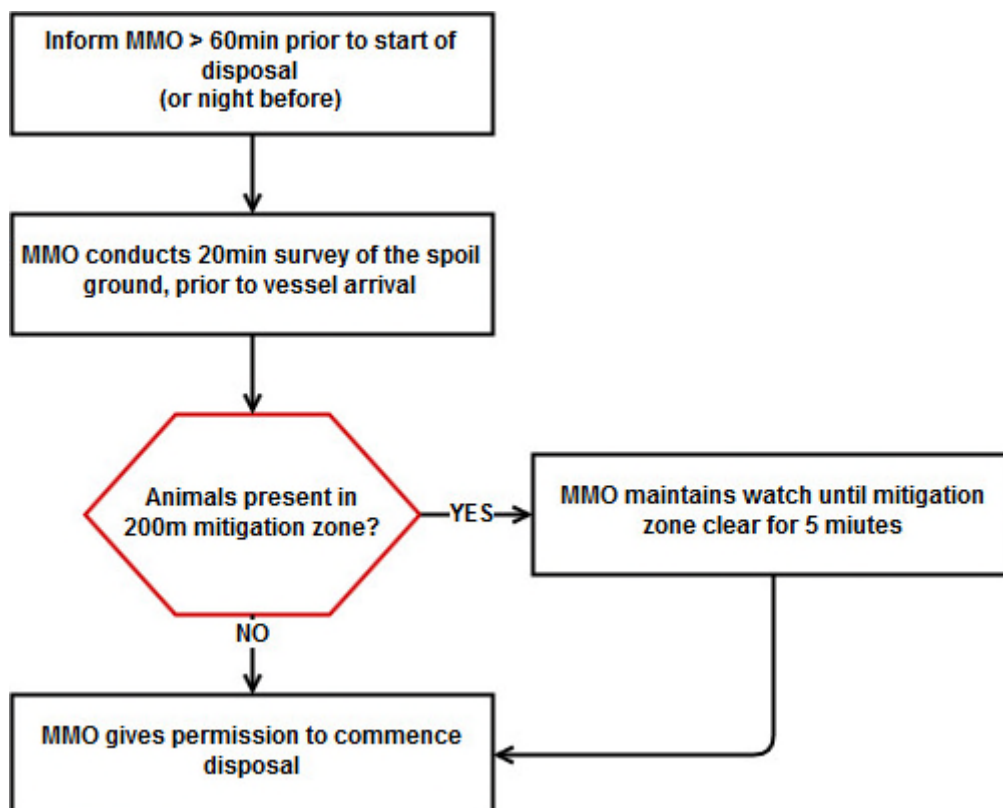 Inform MMO > 60min prior to start of
disposal
(or night before)
MMO conducts 20min survey of the spoil
ground, prior to vessel arrival
Animals present in
200m mitigation zone?
YES
MMO maintains watch until mitigation
zone clear for 5 miutes
NO
MMO gives permission to commence
disposal